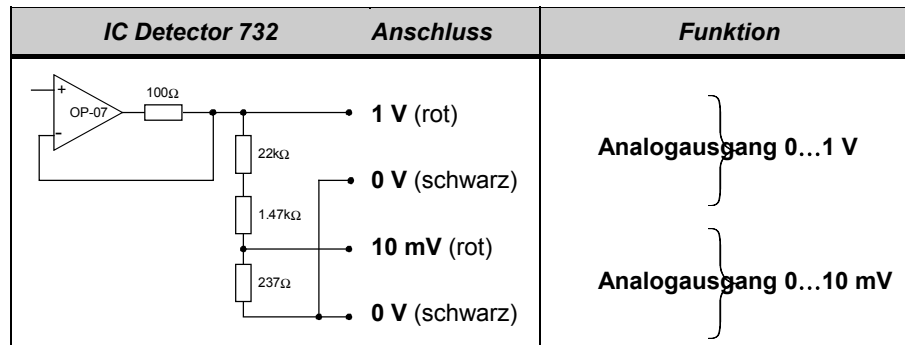 IC Detector 732 Anschluss Funktion
+
OP-07
-
100Ω
1 V (rot)
22kΩ
Analogausgang 0…1 V
0 V (schwarz)
1.47kΩ
10 mV (rot)
237Ω
Analogausgang 0…10 mV
0 V (schwarz)